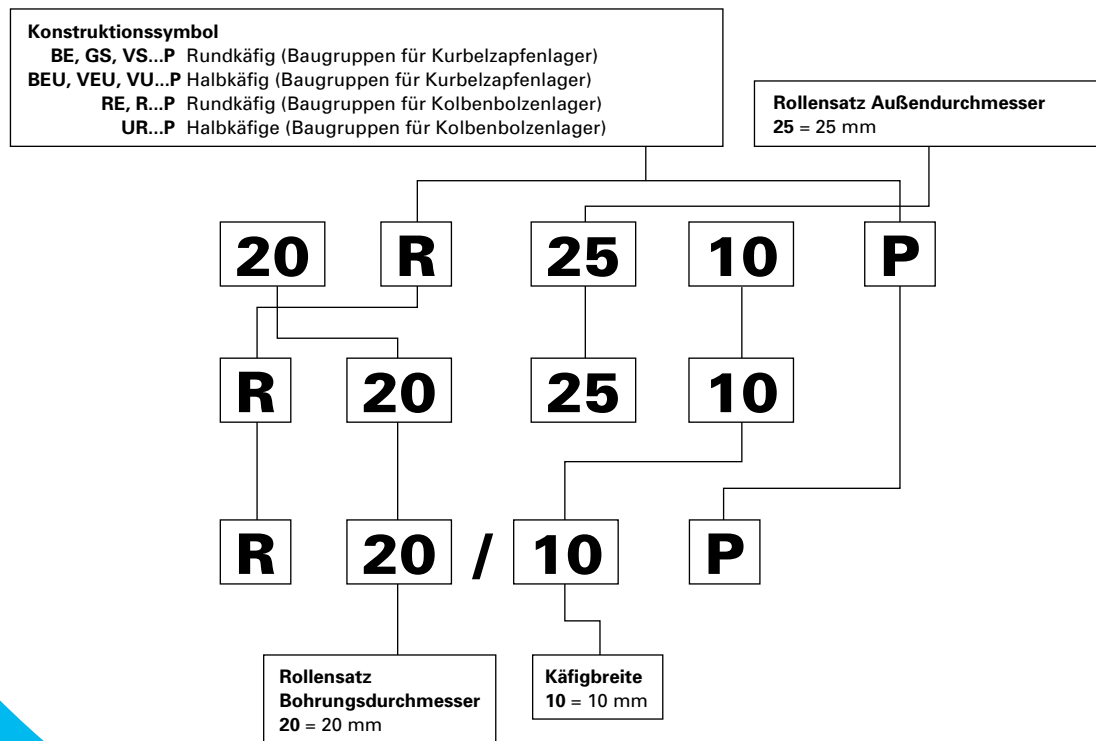 Konstruktionssymbol
BE, GS, VS...P Rundkäfig (Baugruppen für Kurbelzapfenlager)
BEU, VEU, VU...P Halbkäfig (Baugruppen für Kurbelzapfenlager)
RE, R...P Rundkäfig (Baugruppen für Kolbenbolzenlager)
UR...P Halbkäfige (Baugruppen für Kolbenbolzenlager)
Rollensatz Außendurchmesser
25 = 25 mm
20 R 25 10 P
R 20 25 10
R 20 / 10 P
Rollensatz
Bohrungsdurchmesser
20 = 20 mm
Käfigbreite
10 = 10 mm